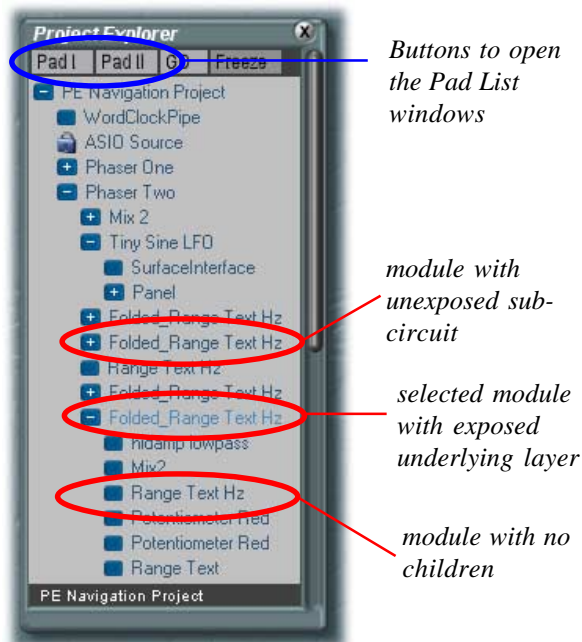 Project Explorer
X
Pad I Pad II Freeze
PE Navigation Project
WordClockPipe
ASIO Source
Phaser One
Phaser Two
Mix 2
Tiny Sine LFO
SurfaceInterface
Panel
Folded_Range Text Hz
Folded_Range Text Hz
Range Text Hz
Folded_Range Text Hz
Folded_Range Text Hz
hidamp lowpass
Mix2
Range Text Hz
Potentiometer Red
Potentiometer Red
Range Text
PE Navigation Project
Buttons to open
the Pad List
windows
module with
unexposed sub-
circuit
selected module
with exposed
underlying layer
module with no
children